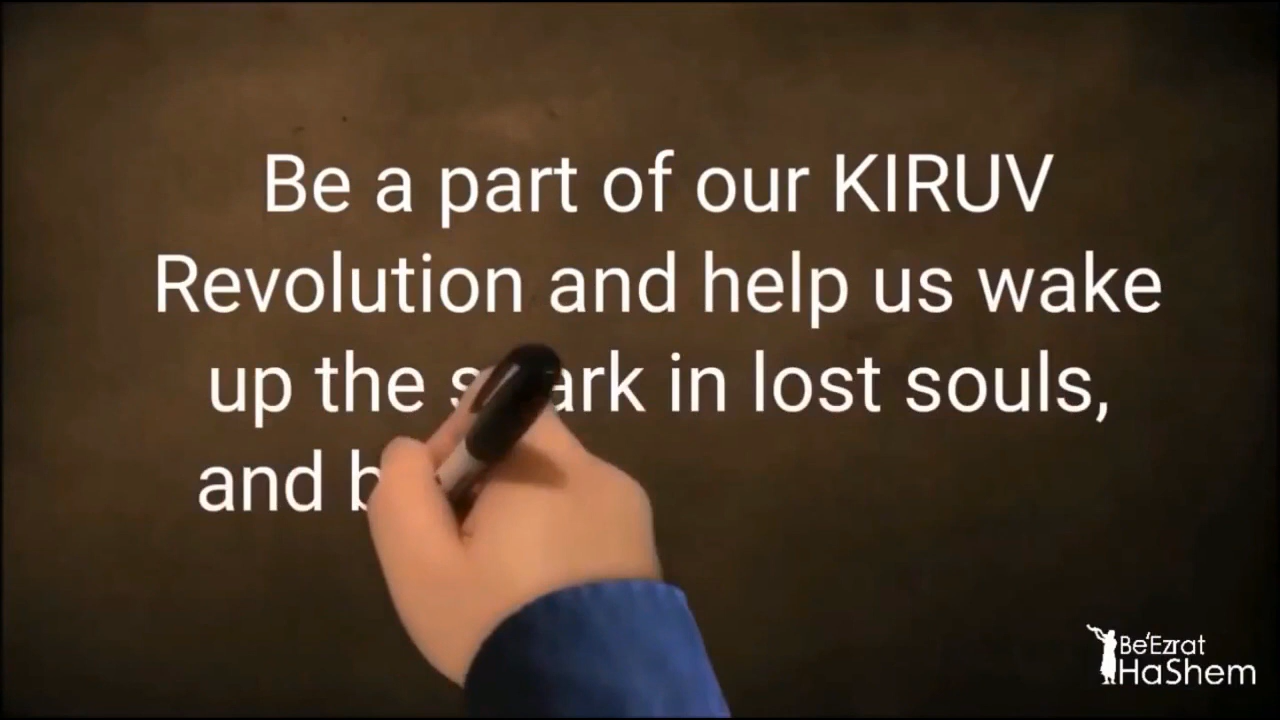 Be a part of our KIRUV
Revolution and help us wake
up the spark in lost souls,
and
Be'Ezrat
HaShem